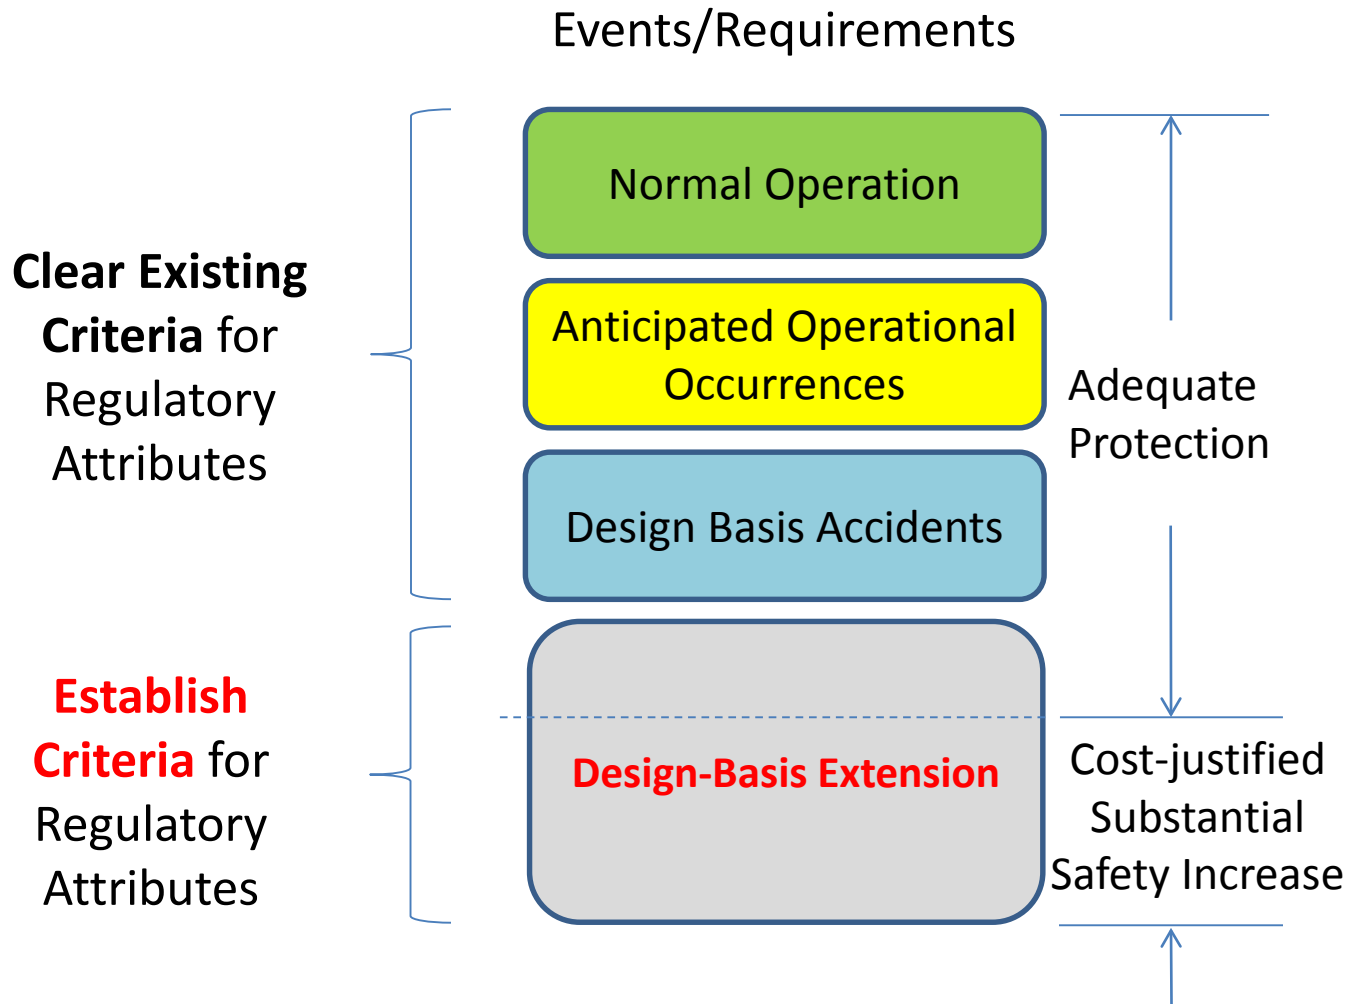 Events/Requirements
Normal Operation
Clear Existing
Criteria for
Regulatory
Attributes
Anticipated Operational
Occurrences
Adequate
Protection
Design Basis Accidents
Establish
Criteria for
Regulatory
Attributes
Design-Basis Extension
Cost-justified
Substantial
Safety Increase